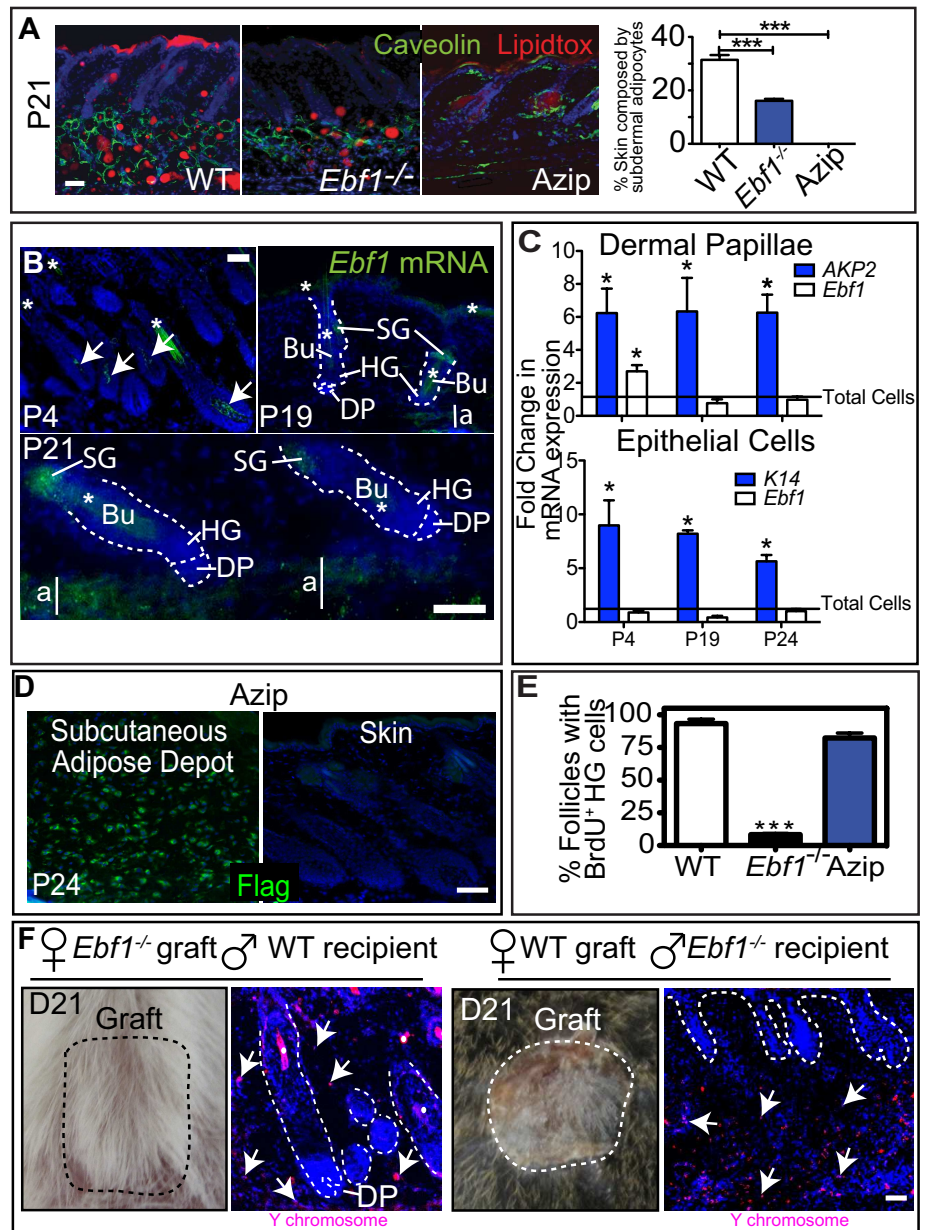 A
P21
Caveolin Lipidtox
WT
Ebf1-/-
Azip
% Skin composed by
subdermal adipocytes
40
20
0
***
***
WT
Ebf1-/-
Azip
B
Ebf1 mRNA
*
*
*
P4
*
*
*
*
SG
Bu
HG
Bu
DP
a
P19
P21
SG
*
Bu
HG
DP
a
SG
Bu
*
HG
DP
a
C
Fold Change in
mRNA expression
Dermal Papillae
AKP2
Ebf1
10
8
6
4
2
0
* * * *
Total Cells
Epithelial Cells
K14
Ebf1
15
10
5
0
* * *
Total Cells
P4 P19 P24
D
Azip
Subcutaneous
Adipose Depot
Skin
P24
Flag
E
% Follicles with
BrdU+ HG cells
100
75
50
25
0
***
WT Ebf1-/- Azip
F
♀ Ebf1-/- graft ♂ WT recipient
♀ WT graft ♂ Ebf1-/- recipient
D21
Graft
DP
Y chromosome
D21
Graft
Y chromosome